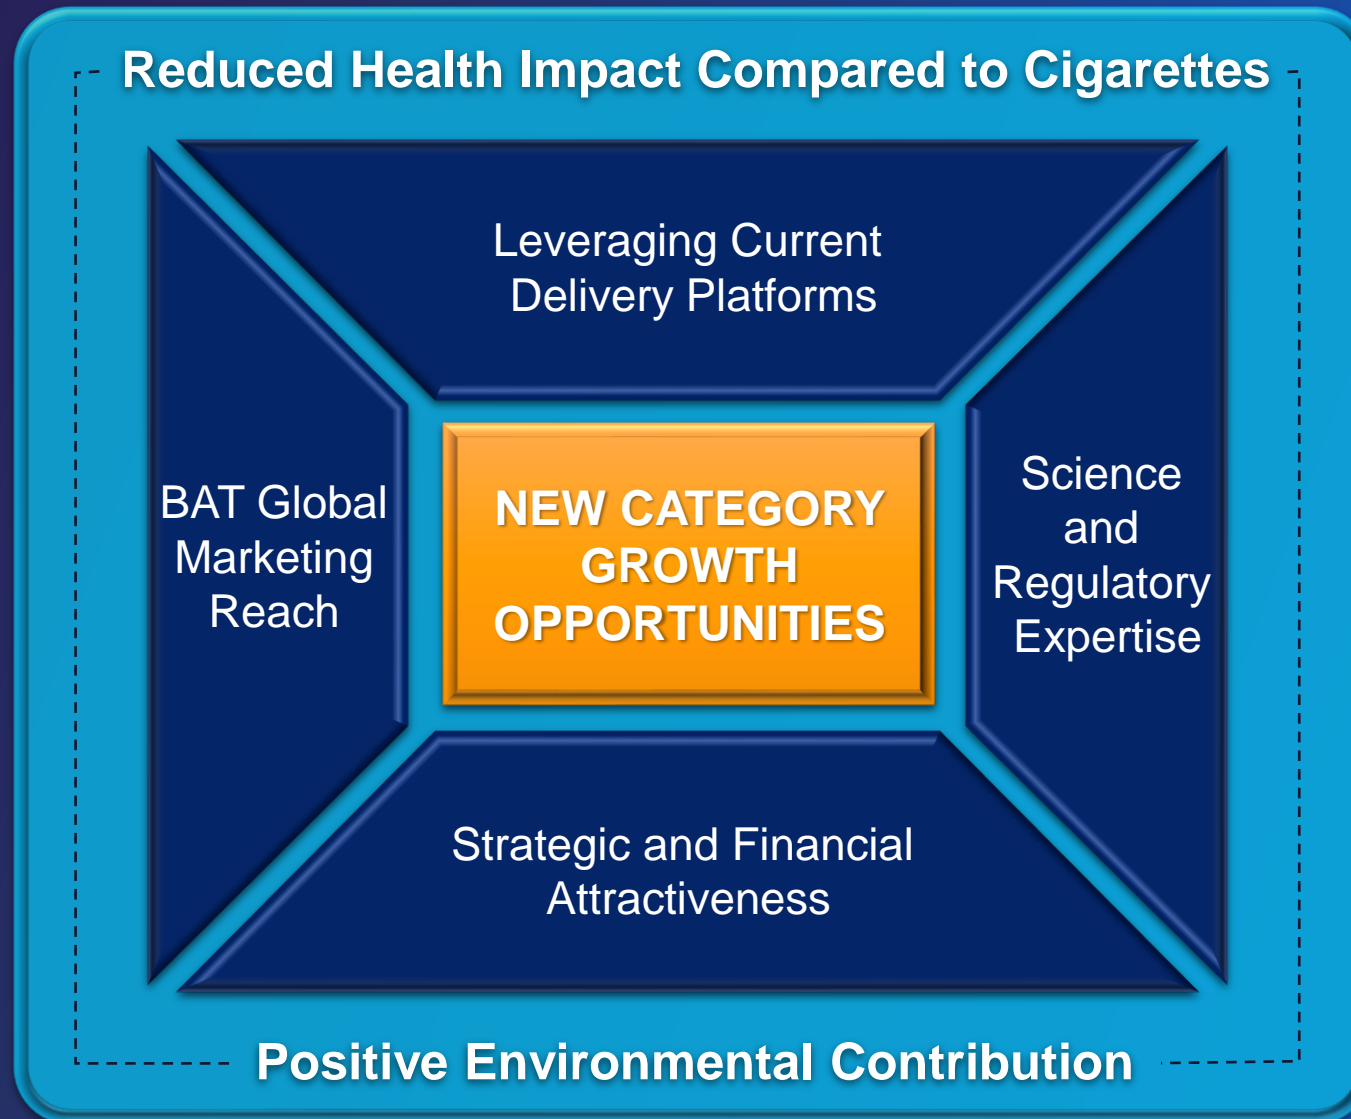 Reduced Health Impact Compared to Cigarettes
Leveraging Current
Delivery Platforms
BAT Global
Marketing
Reach
NEW CATEGORY
GROWTH
OPPORTUNITIES
Science
and
Regulatory
Expertise
Strategic and Financial
Attractiveness
Positive Environmental Contribution